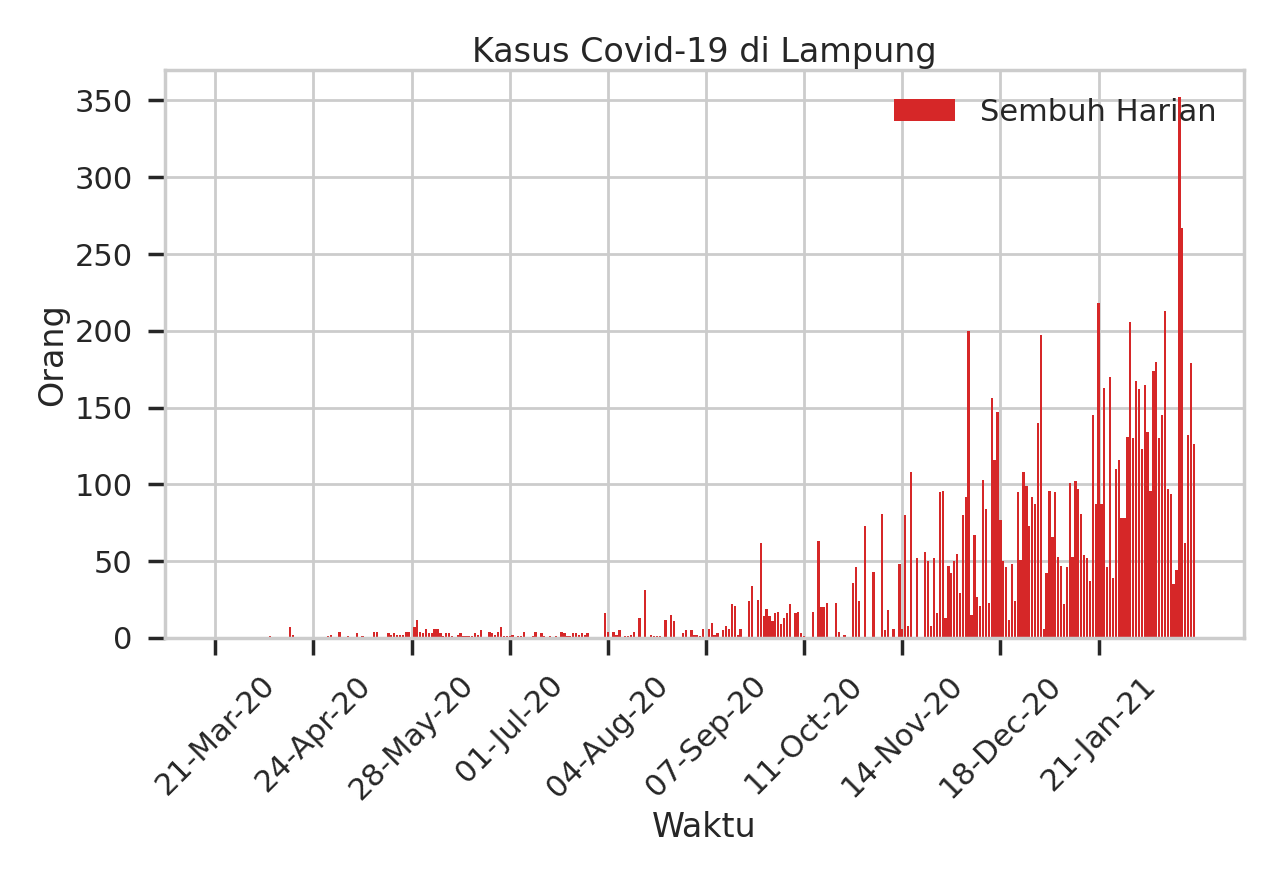 Kasus Covid-19 di Lampung
Sembuh Harian
350
300
250
200
150
100
50
0
Orang
21-Mar-20
24-Apr-20
28-May-20
01-Jul-20
04-Aug-20
07-Sep-20
11-Oct-20
14-Nov-20
18-Dec-20
21-Jan-21
Waktu